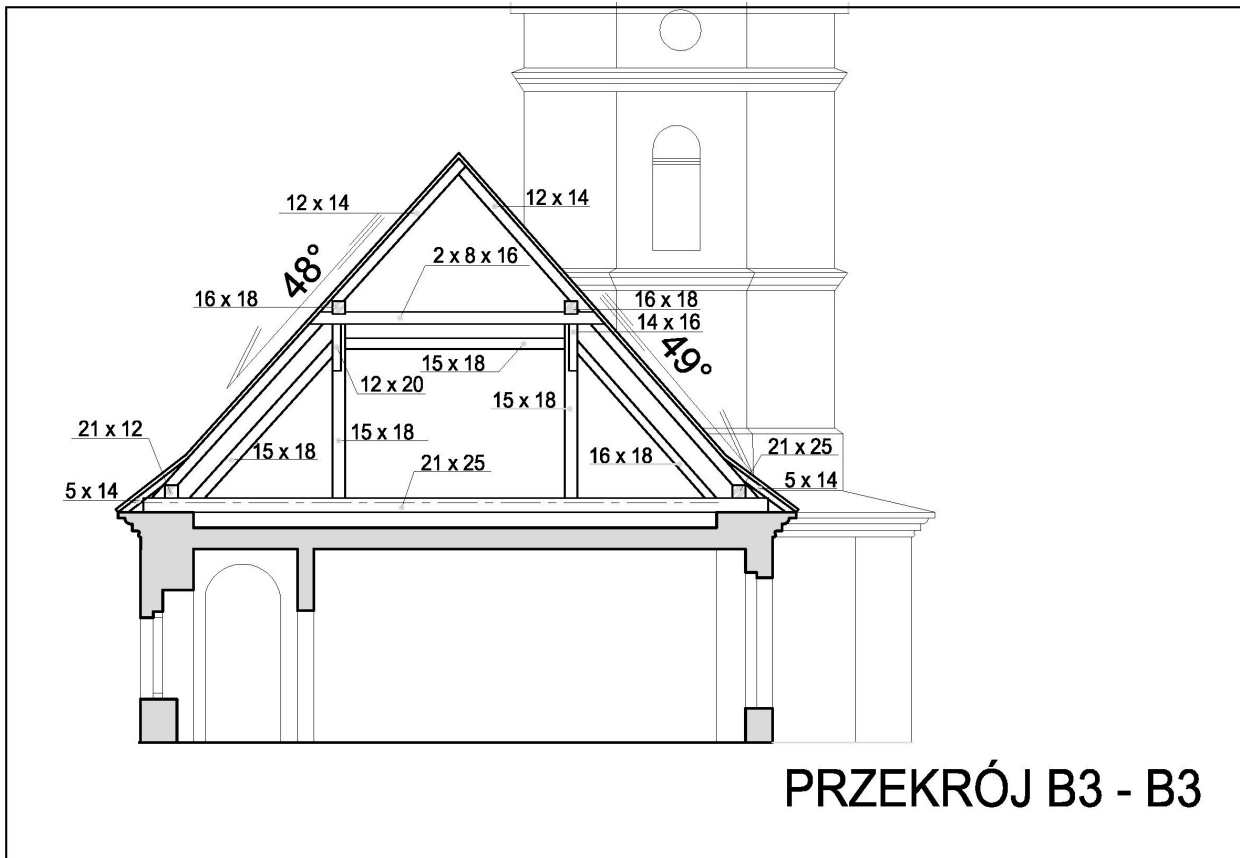 12 x 14
12 x 14
2 x 8 x 16
48°
16 x 18
16 x 18
14 x 16
49°
15 x 18
12 x 20
15 x 18
21 x 12
15 x 18
21 x 25
15 x 18
16 x 18
21 x 25
5 x 14
5 x 14
PRZEKRÓJ B3 - B3